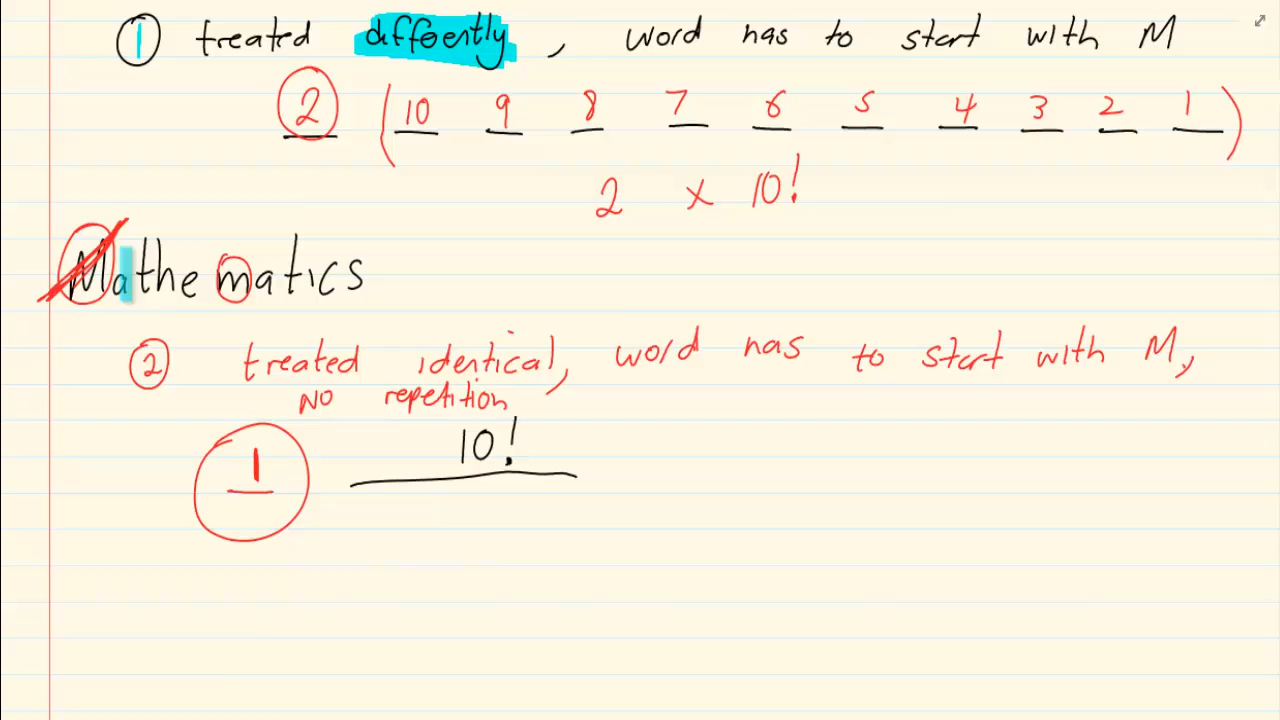 1 treated differently, word has to start with M
2 (10 9 8 7 6 5 4 3 2 1)
2 x 10!
Mathematics
2 treated identical, word has to start with M,
NO repetition
1 10!